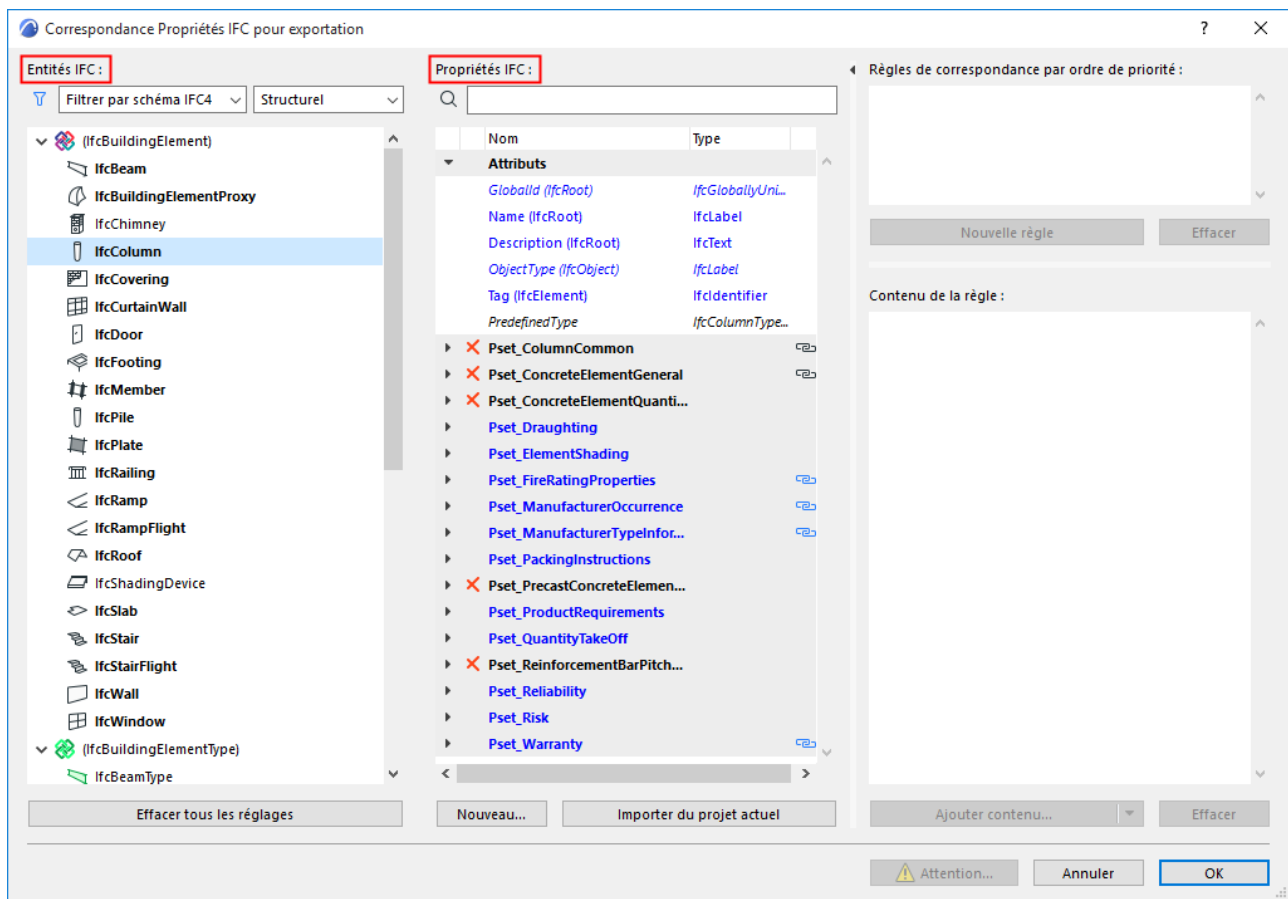 Correspondance Propriétés IFC pour exportation
?
Entités IFC :
Filtrer par schéma IFC4
Structurel
(IfcBuildingElement)
IfcBeam
IfcBuildingElementProxy
IfcChimney
IfcColumn
IfcCovering
IfcCurtainWall
IfcDoor
IfcFooting
IfcMember
IfcPile
IfcPlate
IfcRailing
IfcRamp
IfcRampFlight
IfcRoof
IfcShadingDevice
IfcSlab
IfcStair
IfcStairFlight
IfcWall
IfcWindow
(IfcBuildingElementType)
IfcBeamType
Effacer tous les réglages
Propriétés IFC :
Nom Type
Attributs
GlobalId (IfcRoot) IfcGloballyUni...
Name (IfcRoot) IfcLabel
Description (IfcRoot) IfcText
ObjectType (IfcObject) IfcLabel
Tag (IfcElement) IfcIdentifier
PredefinedType IfcColumnType...
Pset_ColumnCommon
Pset_ConcreteElementGeneral
Pset_ConcreteElementQuanti...
Pset_Draughting
Pset_ElementShading
Pset_FireRatingProperties
Pset_ManufacturerOccurrence
Pset_ManufacturerTypeInfor...
Pset_PackingInstructions
Pset_PrecastConcreteElemen...
Pset_ProductRequirements
Pset_QuantityTakeOff
Pset_ReinforcementBarPitch...
Pset_Reliability
Pset_Risk
Pset_Warranty
Nouveau...
Importer du projet actuel
Règles de correspondance par ordre de priorité :
Nouvelle règle
Effacer
Contenu de la règle :
Ajouter contenu...
Effacer
Attention...
Annuler
OK